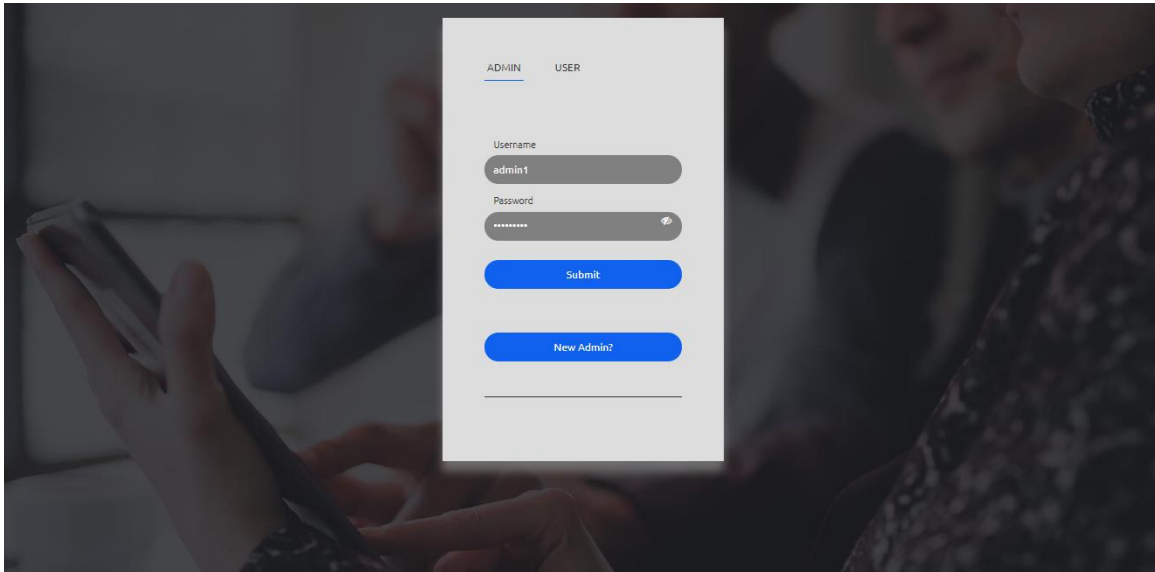 ADMIN USER
Username
admin1
Password
•••••••••
Submit
New Admin?